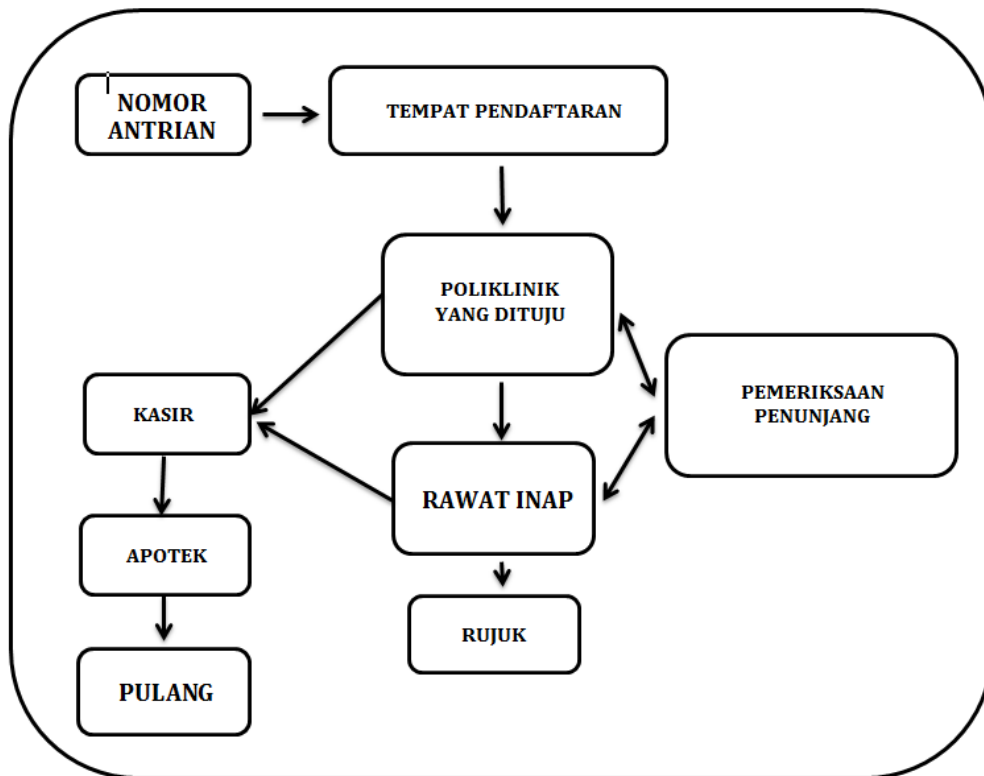 NOMOR
ANTRIAN
TEMPAT PENDAFTARAN
POLIKLINIK
YANG DITUJU
PEMERIKSAAN
PENUNJANG
KASIR
RAWAT INAP
APOTEK
RUJUK
PULANG